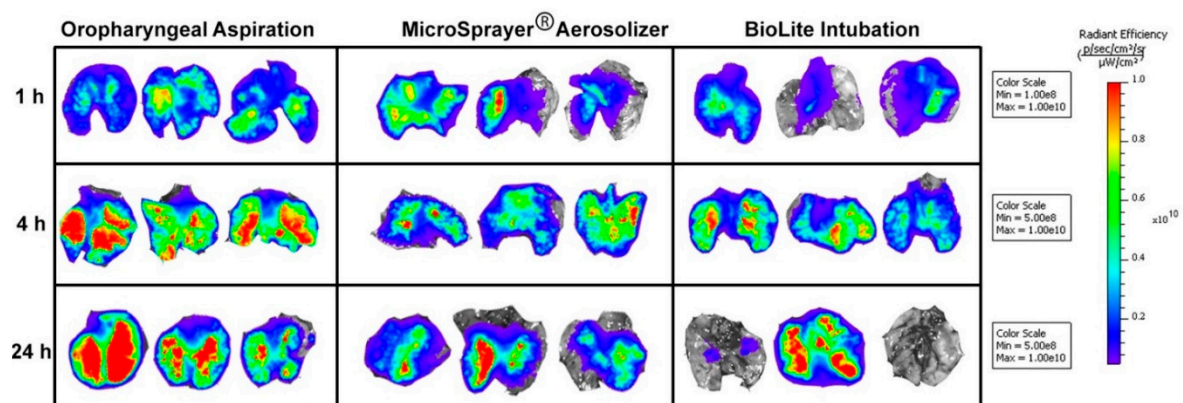 Oropharyngeal Aspiration
MicroSprayer® Aerosolizer
BioLite Intubation
1 h
4 h
24 h
Color Scale
Min = 1.00e8
Max = 1.00e10
Color Scale
Min = 5.00e8
Max = 1.00e10
Color Scale
Min = 5.00e8
Max = 1.00e10
Radiant Efficiency
(p/sec/cm²/sr
µW/cm²)
1.0
0.8
0.6
x10¹⁰
0.4
0.2